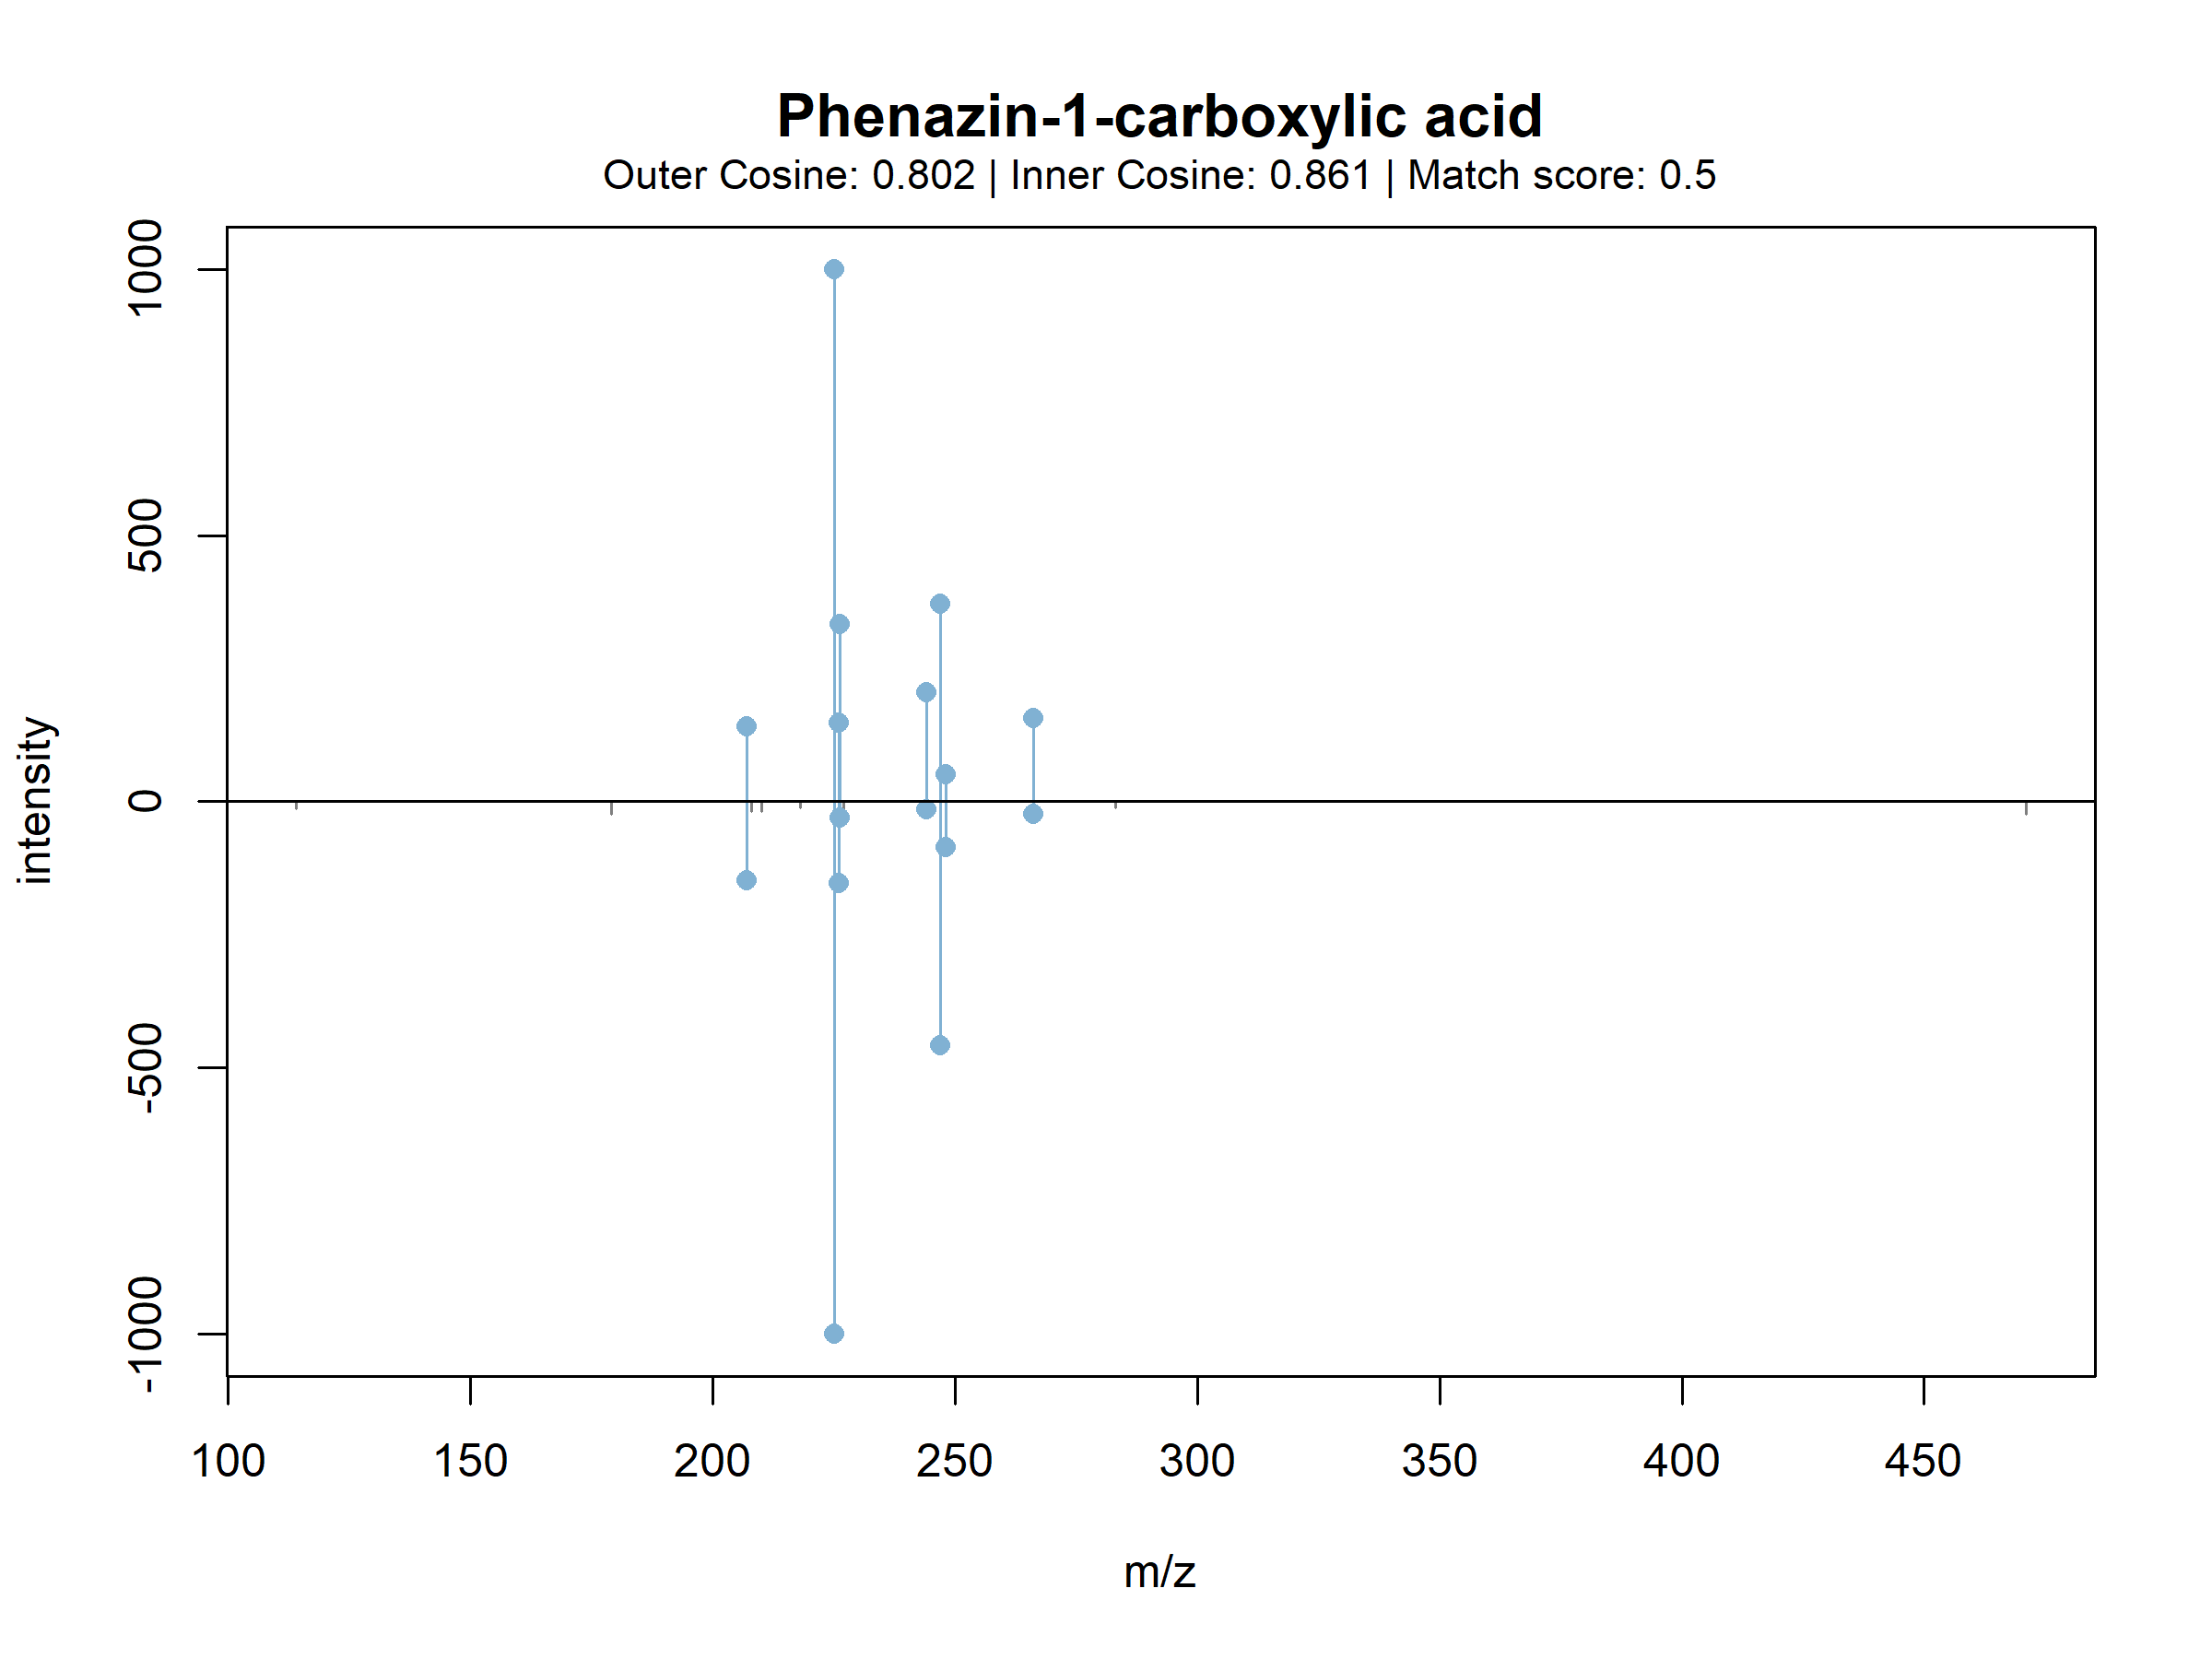 Phenazin-1-carboxylic acid
Outer Cosine: 0.802 | Inner Cosine: 0.861 | Match score: 0.5
1000
500
0
-500
-1000
intensity
100 150 200 250 300 350 400 450
m/z